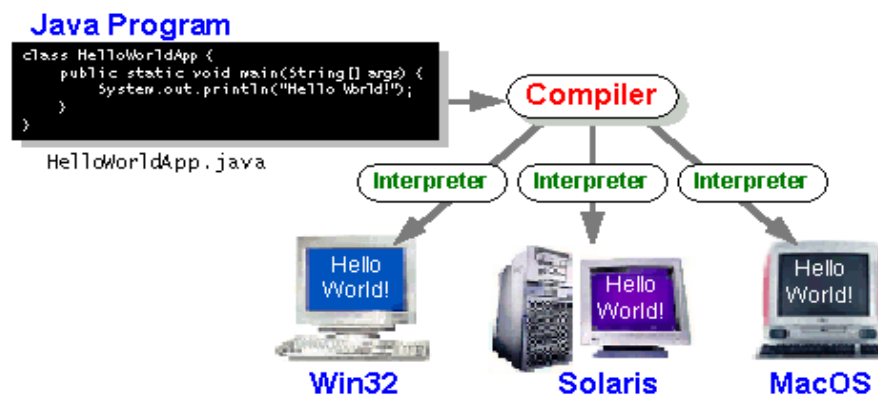 Java Program
class HelloWorldApp {
public static void main(String[] args) {
System.out.println("Hello World!");
}
}
HelloWorldApp.java
Compiler
Interpreter
Interpreter
Interpreter
Hello
World!
Hello
World!
Hello
World!
Win32
Solaris
MacOS